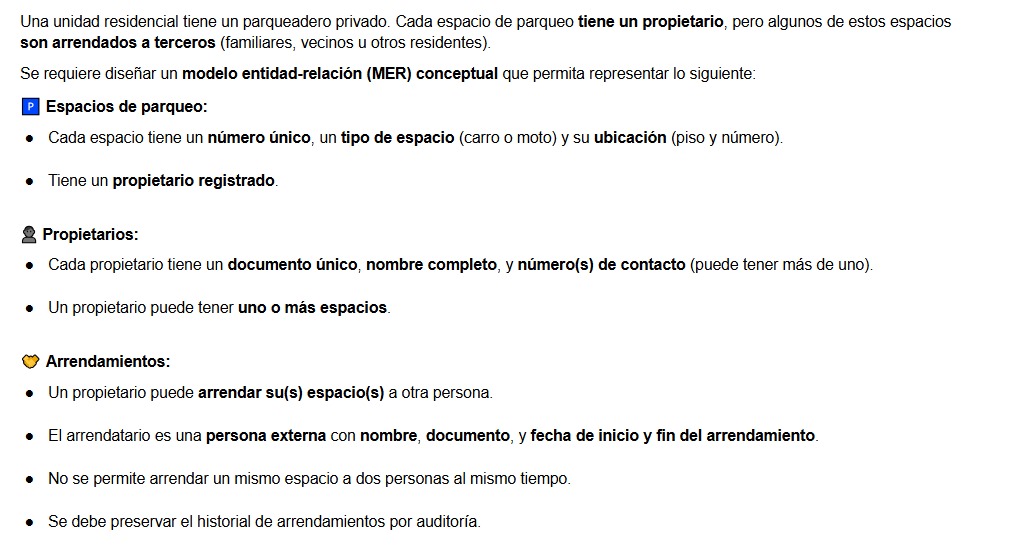 Una unidad residencial tiene un parqueadero privado. Cada espacio de parqueo tiene un propietario, pero algunos de estos espacios
son arrendados a terceros (familiares, vecinos u otros residentes).
Se requiere diseñar un modelo entidad-relación (MER) conceptual que permita representar lo siguiente:
🅿️ Espacios de parqueo:
● Cada espacio tiene un número único, un tipo de espacio (carro o moto) y su ubicación (piso y número).
● Tiene un propietario registrado.
👤 Propietarios:
● Cada propietario tiene un documento único, nombre completo, y número(s) de contacto (puede tener más de uno).
● Un propietario puede tener uno o más espacios.
🤝 Arrendamientos:
● Un propietario puede arrendar su(s) espacio(s) a otra persona.
● El arrendatario es una persona externa con nombre, documento, y fecha de inicio y fin del arrendamiento.
● No se permite arrendar un mismo espacio a dos personas al mismo tiempo.
● Se debe preservar el historial de arrendamientos por auditoría.